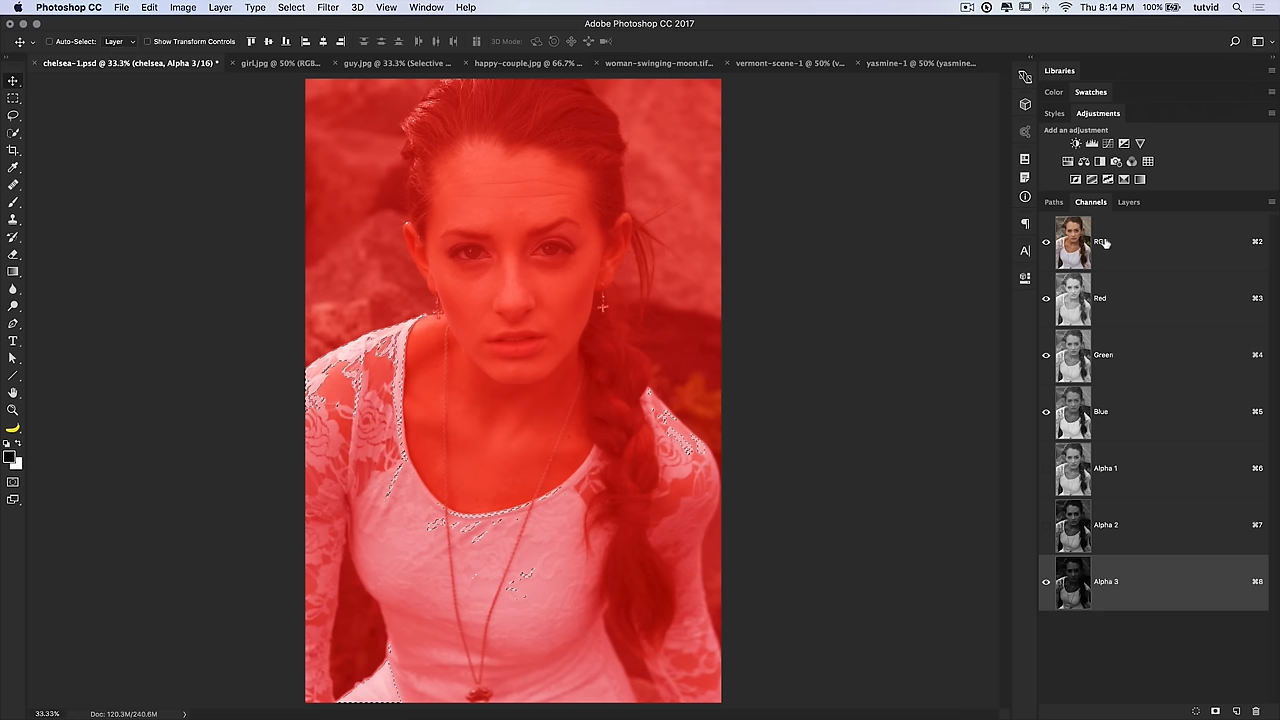 Photoshop CC File Edit Image Layer Type Select Filter 3D View Window Help 100% Thu 8:14 PM tutvid
Adobe Photoshop CC 2017
Auto-Select: Layer Show Transform Controls 3D Mode:
chelsea-1.psd @ 33.3% (chelsea, Alpha 3/16) * girl.jpg @ 50% (RGB... guy.jpg @ 33.3% (Selective ... happy-couple.jpg @ 66.7% ... woman-swinging-moon.tif... vermont-scene-1 @ 50% (v... yasmine-1 @ 50% (yasmine...
Libraries
Color Swatches
Styles Adjustments
Add an adjustment
Paths Channels Layers
RGB ⌘2
Red ⌘3
Green ⌘4
Blue ⌘5
Alpha 1 ⌘6
Alpha 2 ⌘7
Alpha 3 ⌘8
33.33% Doc: 120.3M/240.6M